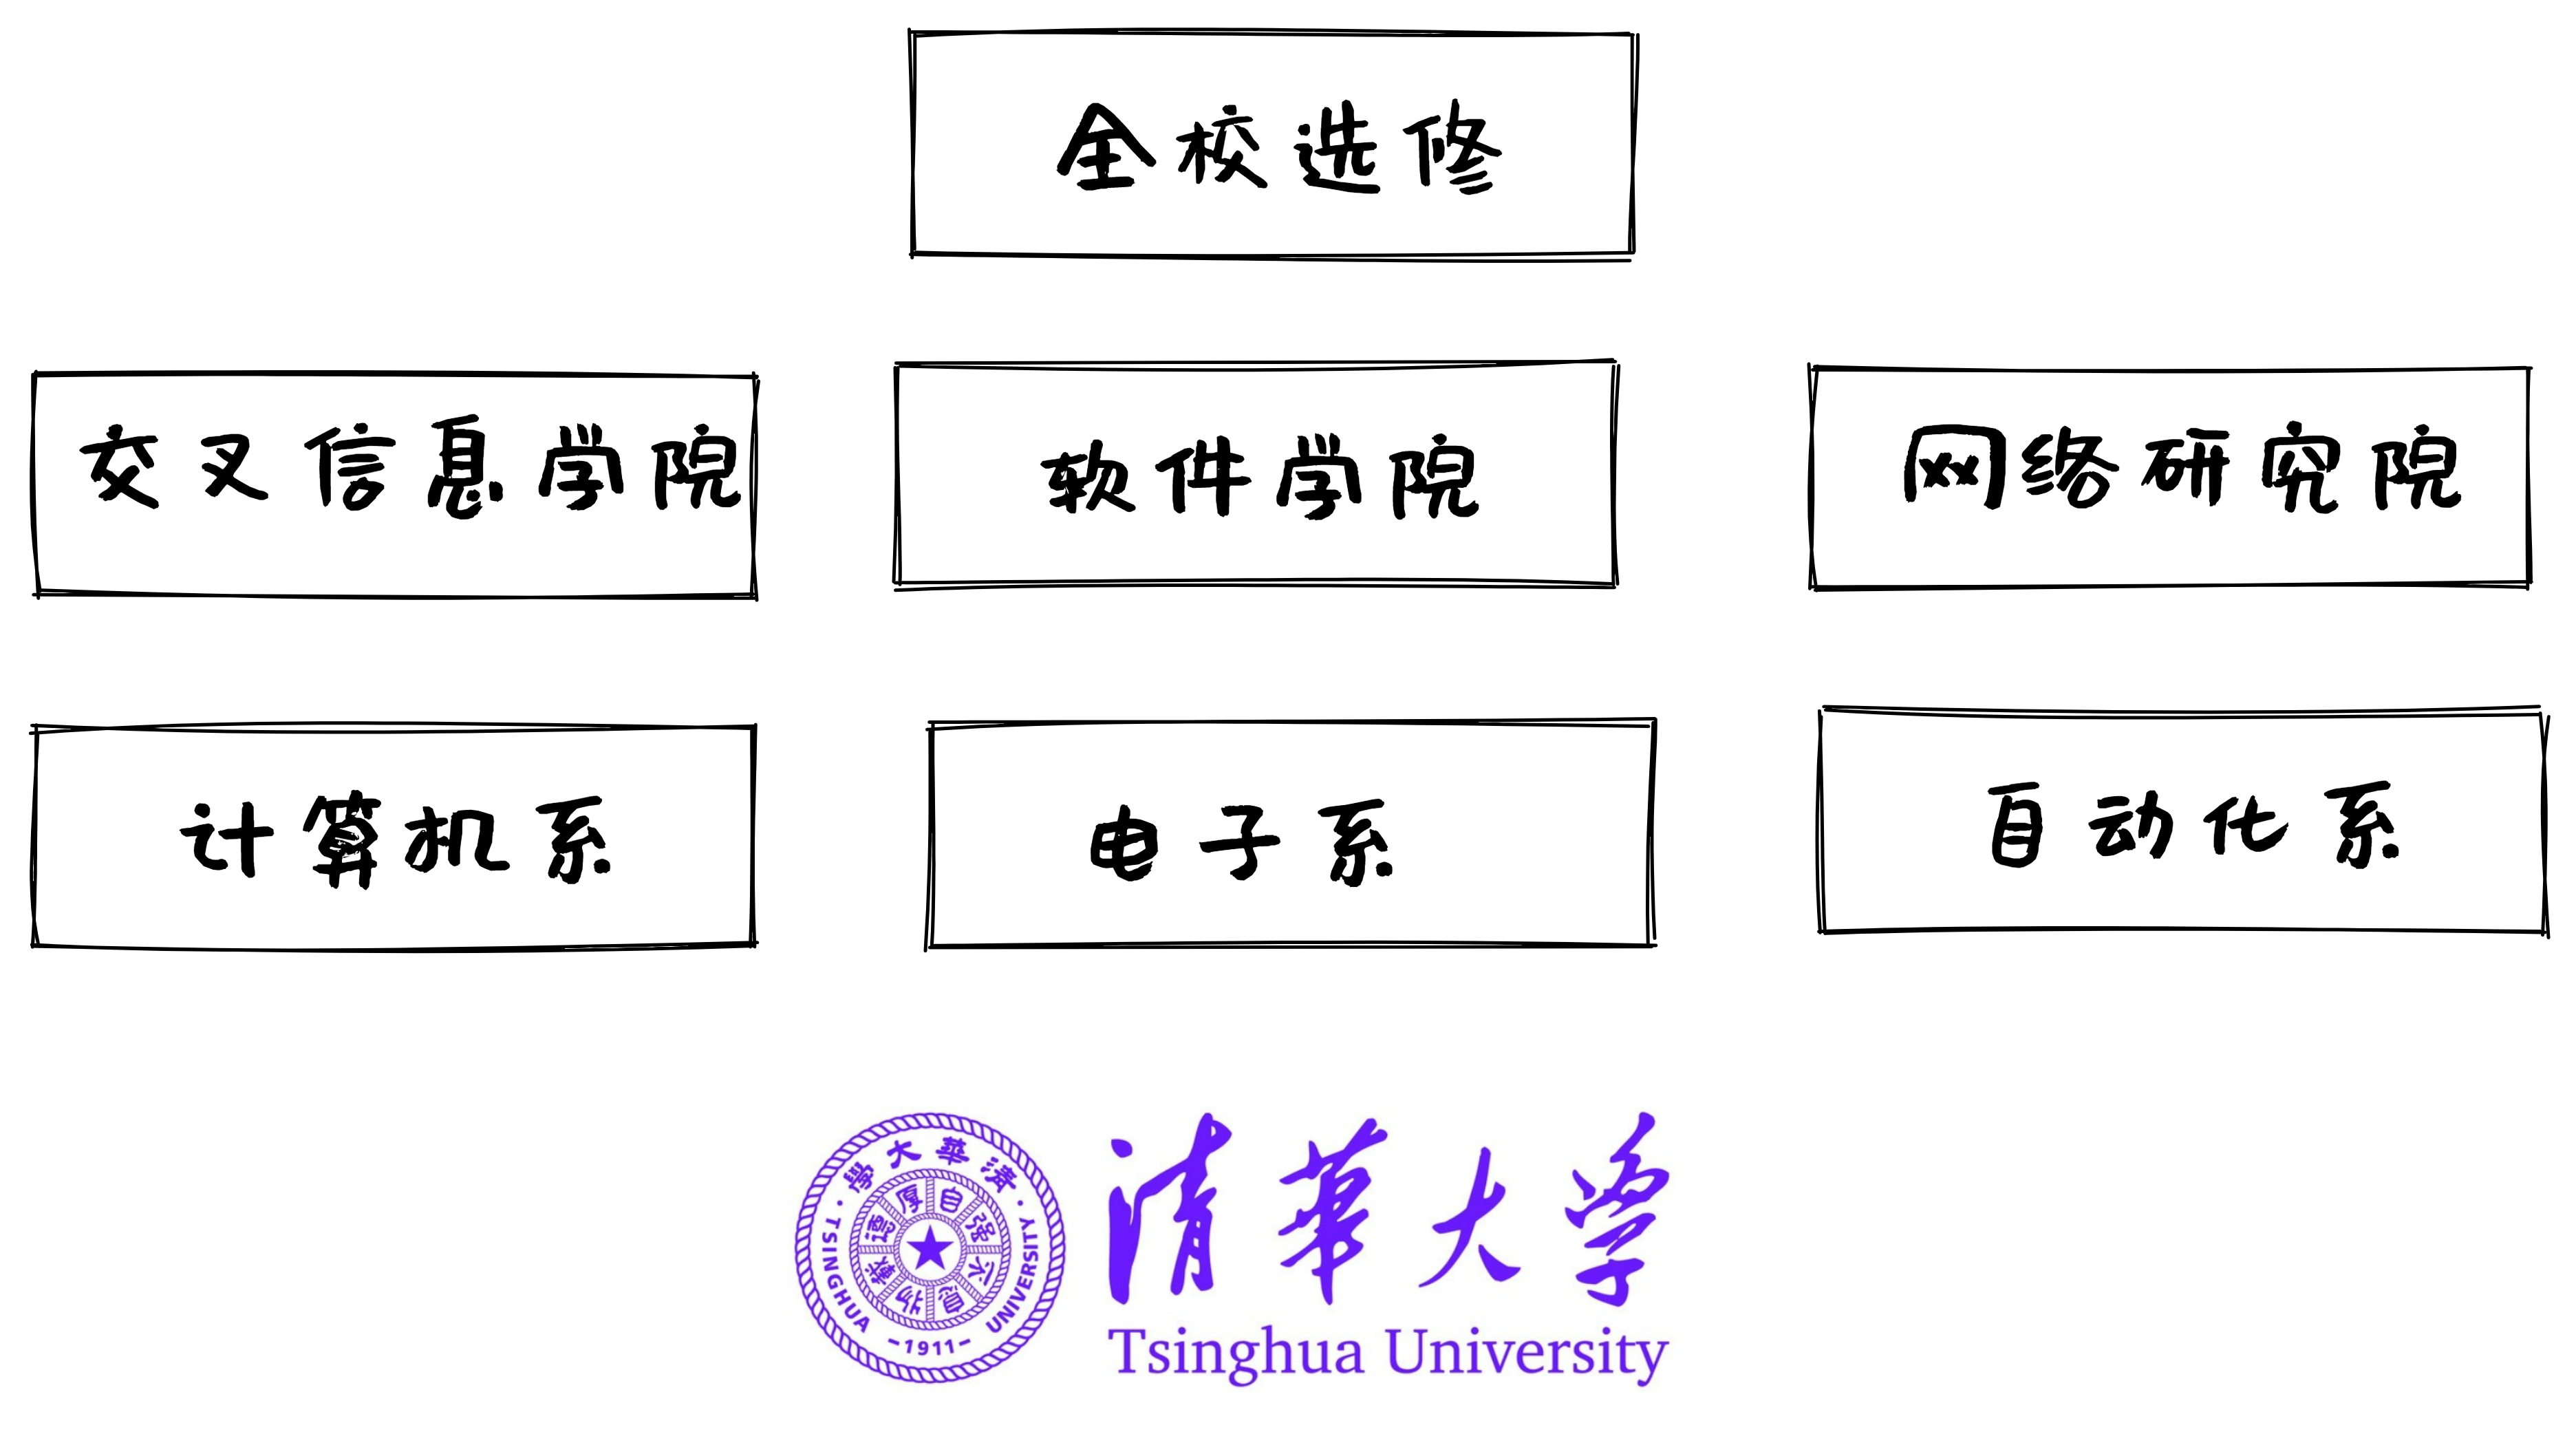 全校选修
交叉信息学院
软件学院
网络研究院
计算机系
电子系
自动化系
學大華清
自强不息
厚德載物
TSINGHUA UNIVERSITY
-1911-
清華大学
Tsinghua University